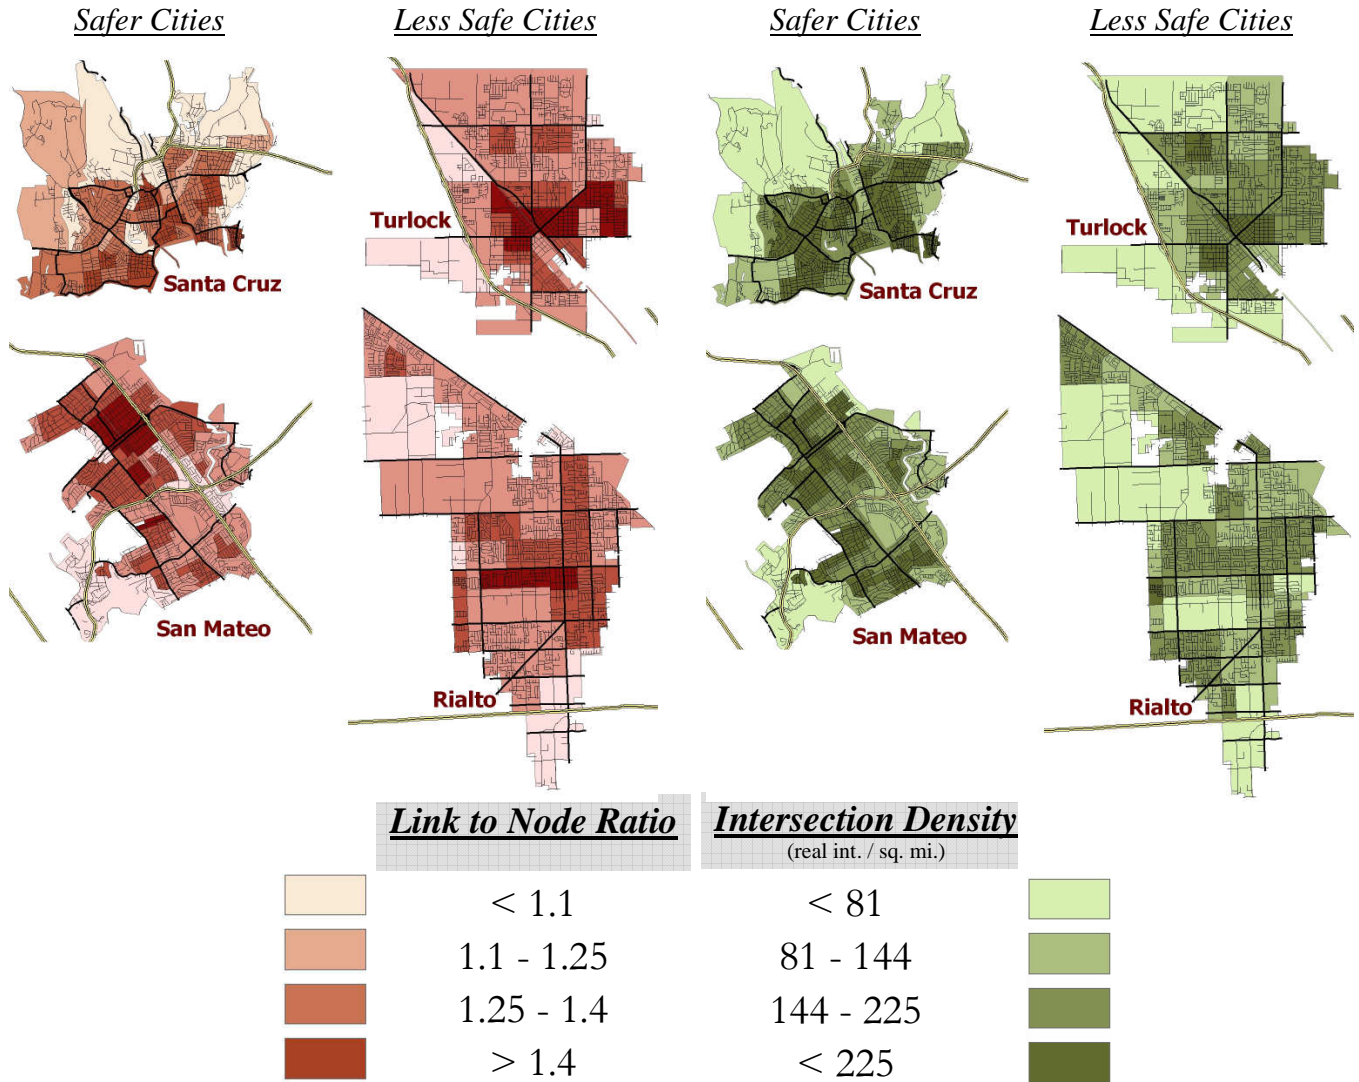 Safer Cities
Less Safe Cities
Safer Cities
Less Safe Cities
Turlock
Santa Cruz
Turlock
Santa Cruz
San Mateo
Rialto
San Mateo
Rialto
Link to Node Ratio
Intersection Density
(real int. / sq. mi.)
< 1.1
< 81
1.1 - 1.25
81 - 144
1.25 - 1.4
144 - 225
> 1.4
< 225